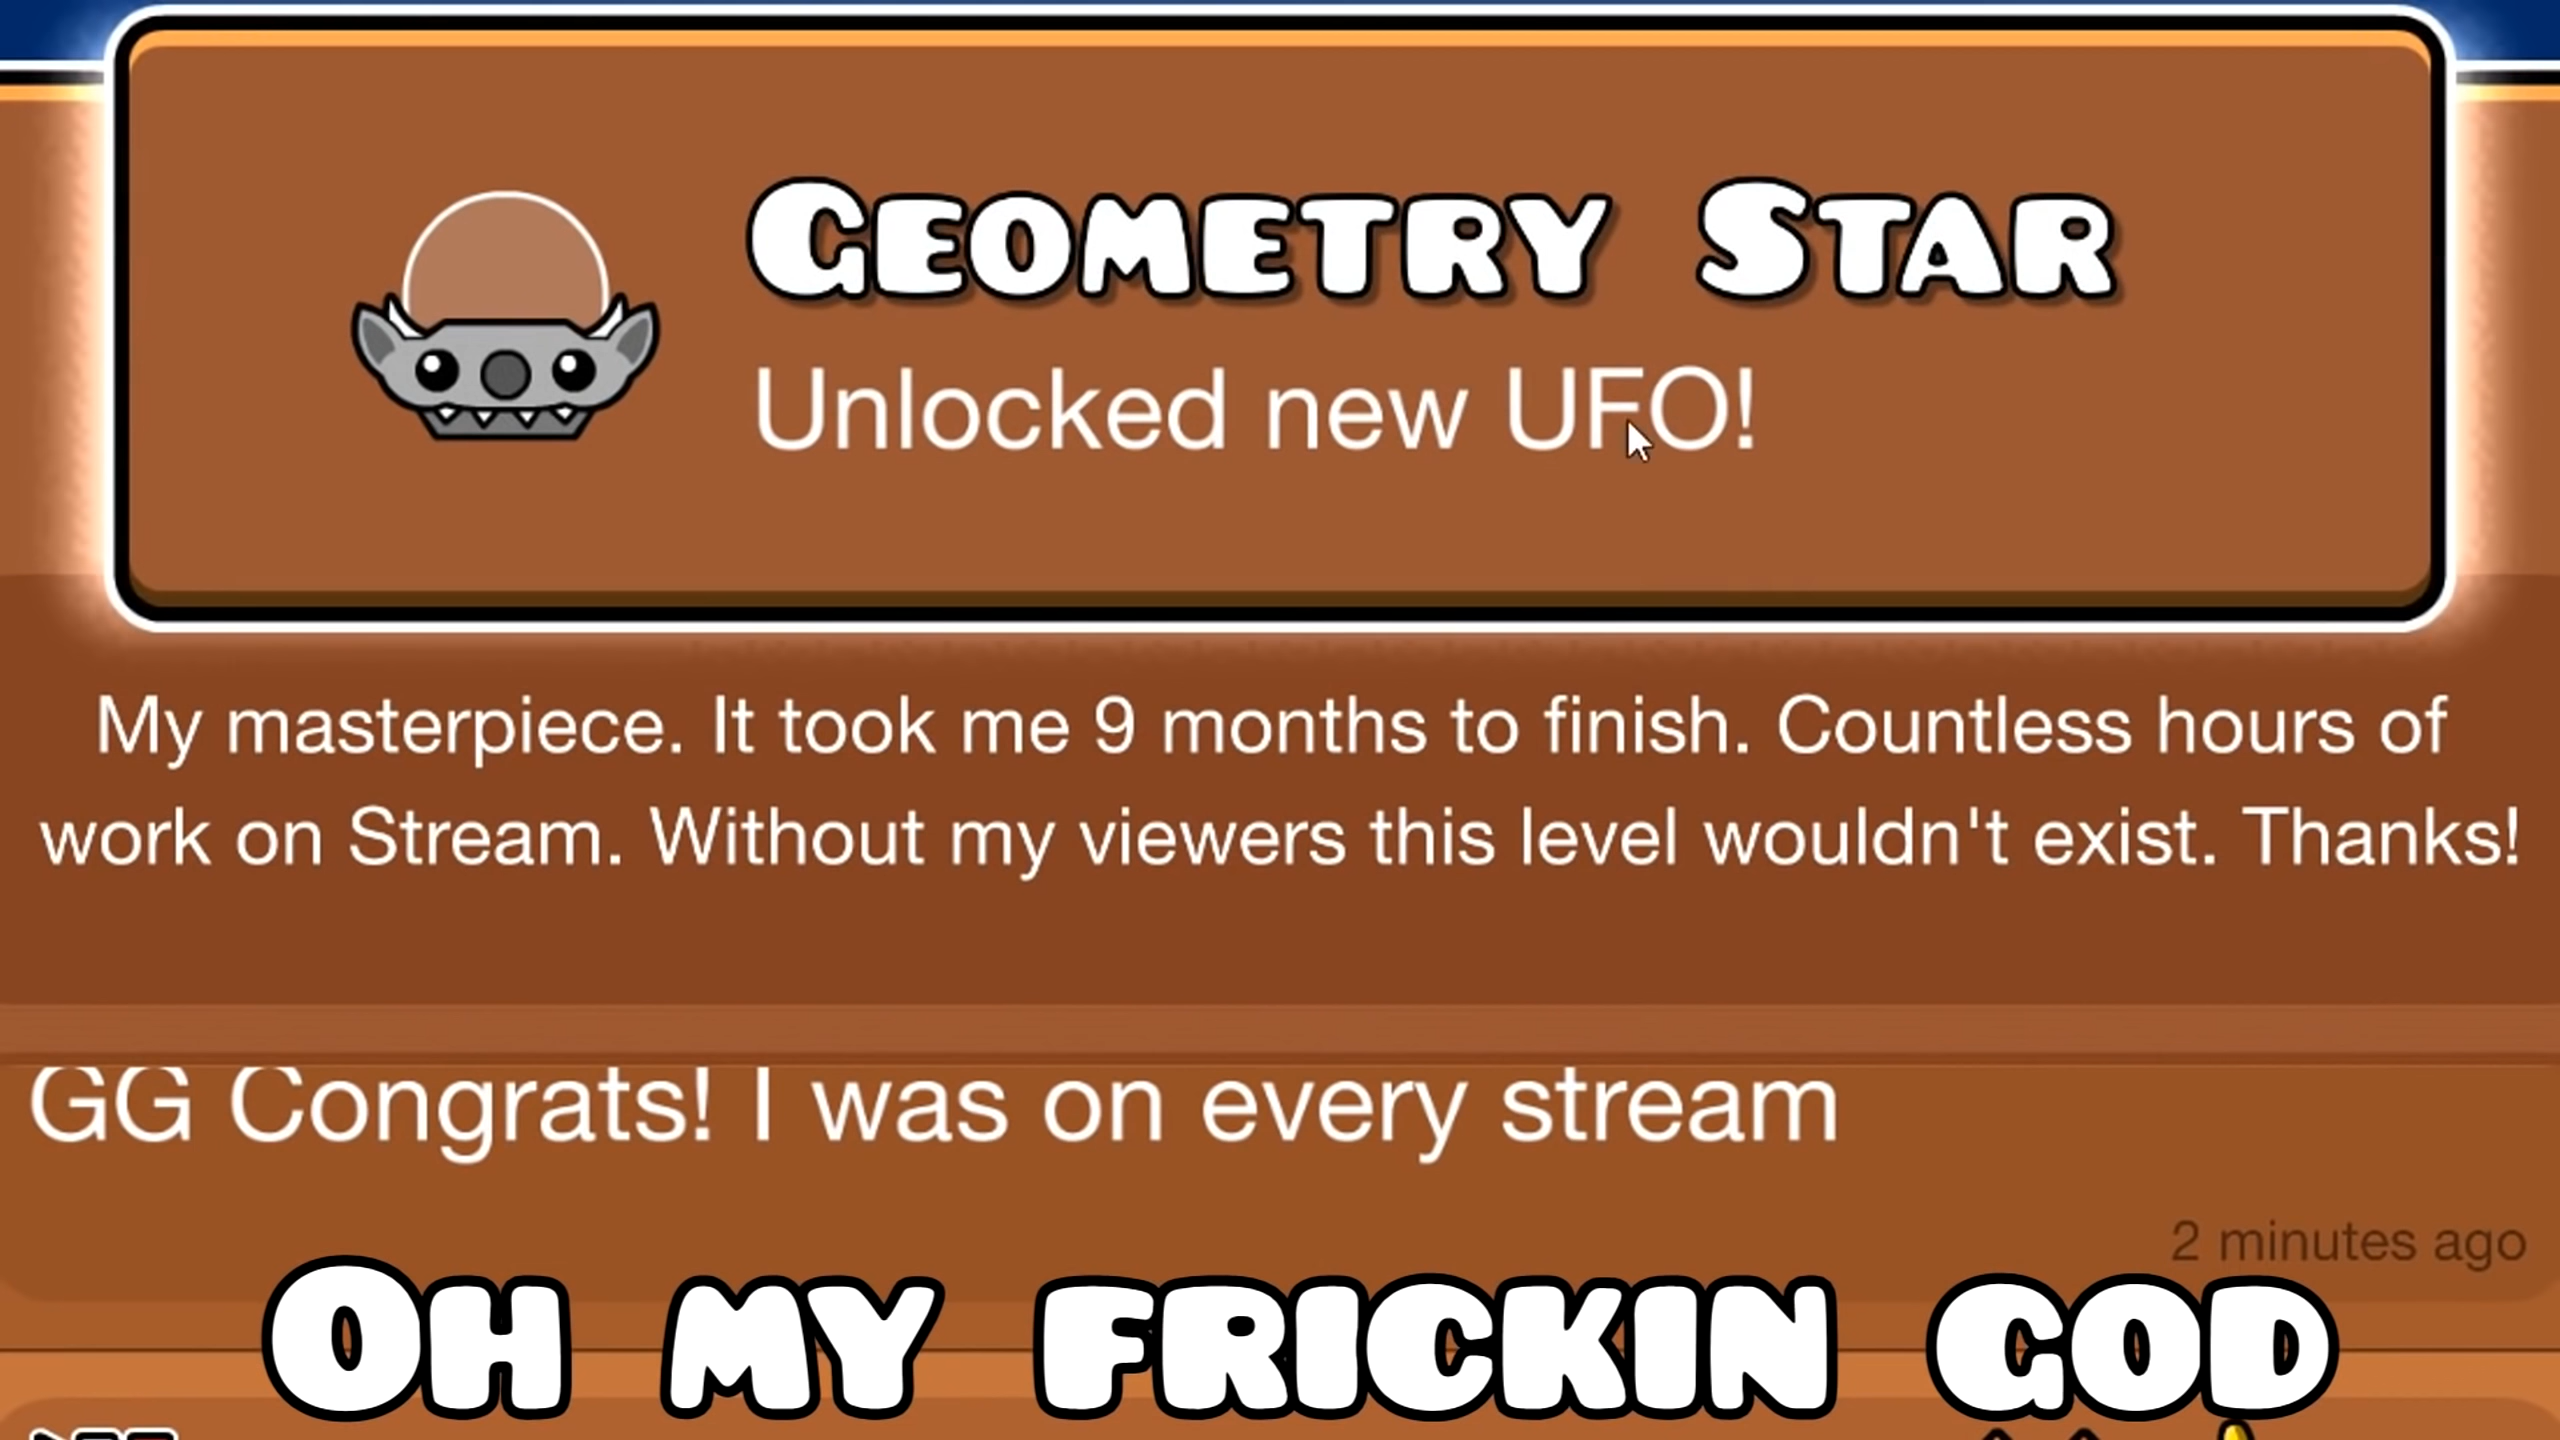 Geometry Star
Unlocked new UFO!
My masterpiece. It took me 9 months to finish. Countless hours of
work on Stream. Without my viewers this level wouldn't exist. Thanks!
GG Congrats! I was on every stream
2 minutes ago
Oh my frickin god